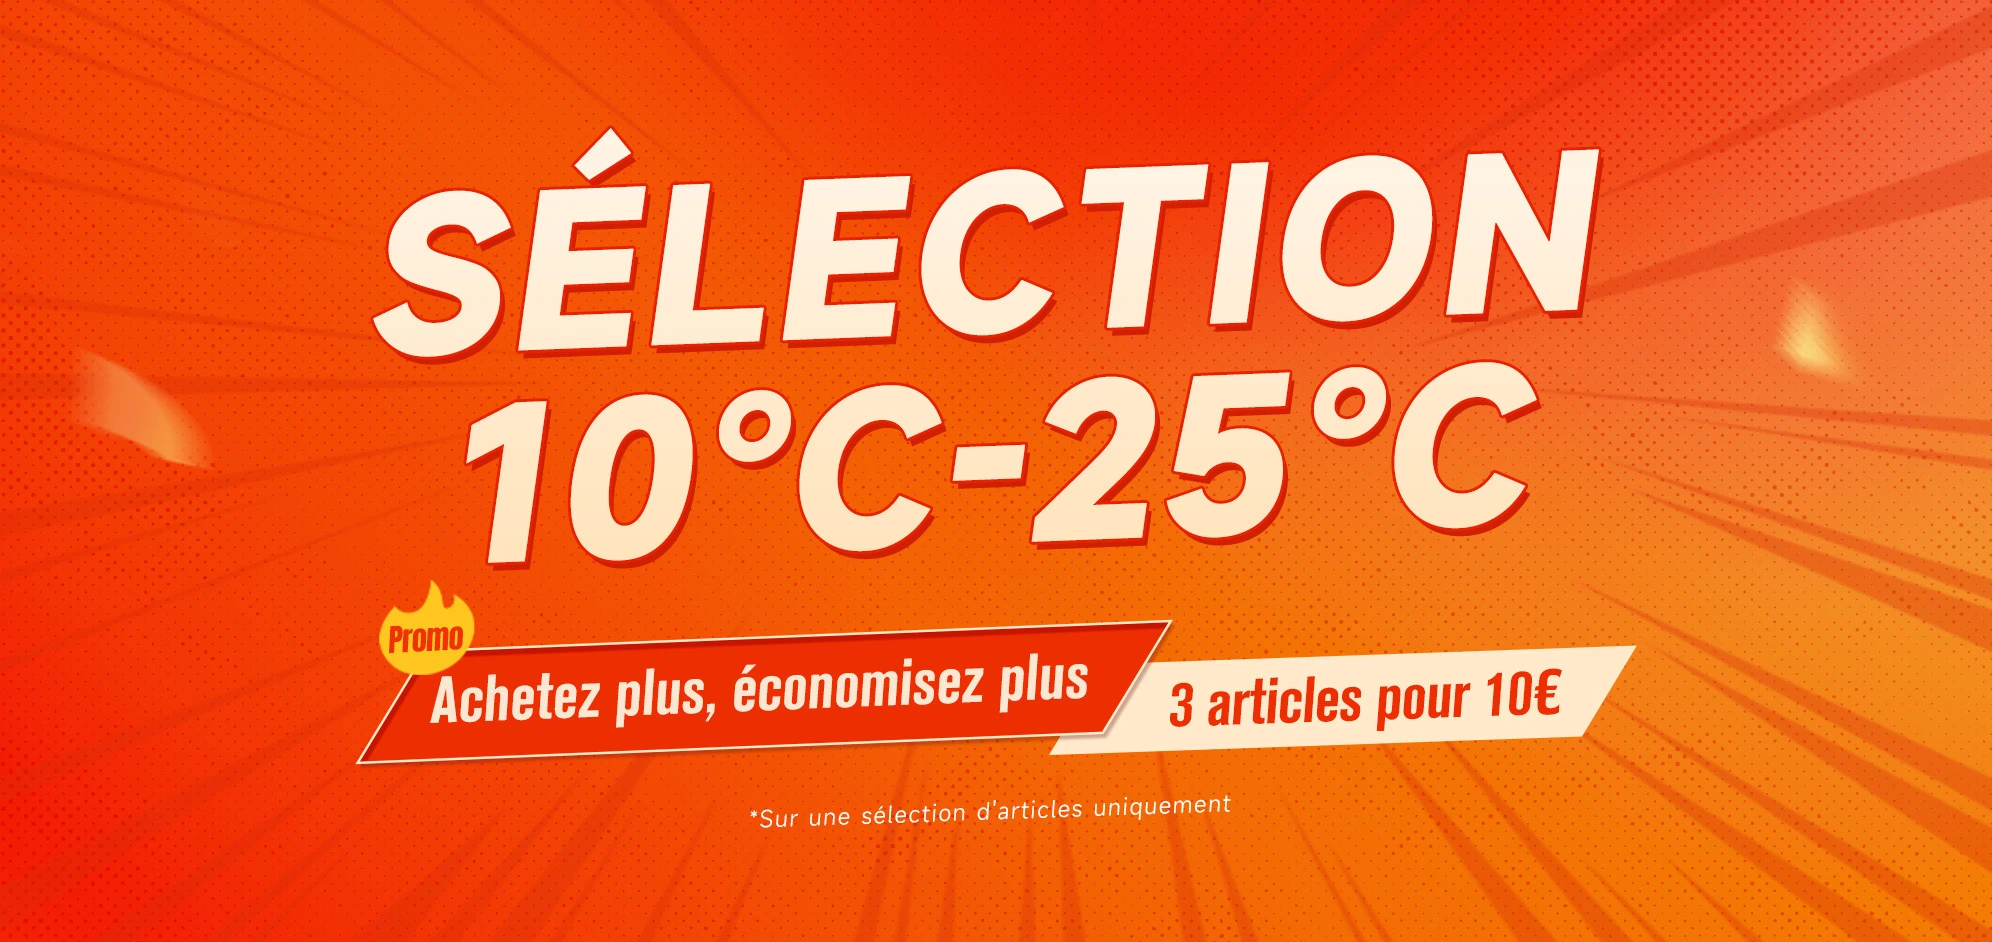 SÉLECTION
10°C-25°C
Promo
Achetez plus, économisez plus
3 articles pour 10€
*Sur une sélection d'articles uniquement